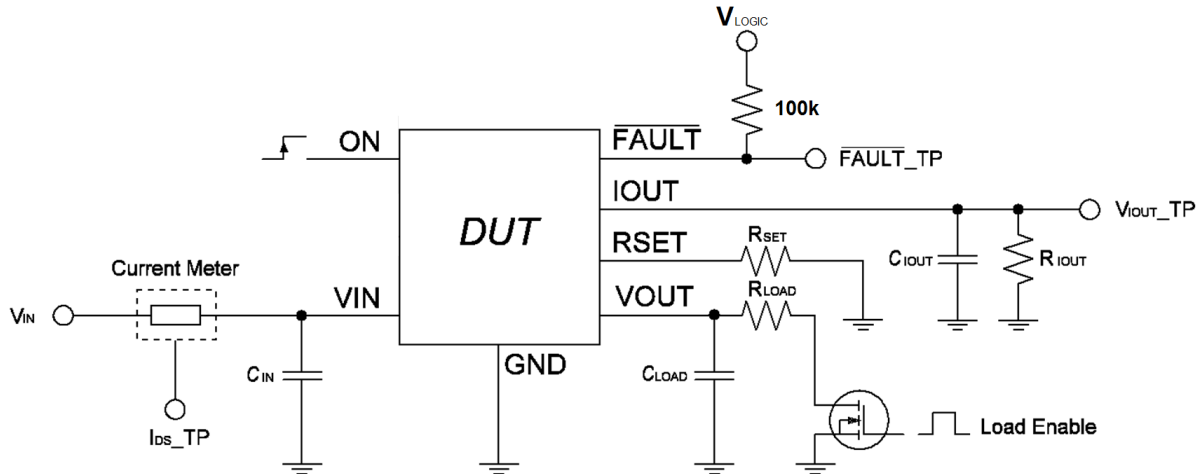 VLOGIC
100k
ON
FAULT
FAULT_TP
IOUT
VIOUT_TP
DUT
RSET
RSET
CIOUT
RIOUT
Current Meter
VIN
VIN
VOUT
RLOAD
GND
CIN
CLOAD
IDS_TP
Load Enable